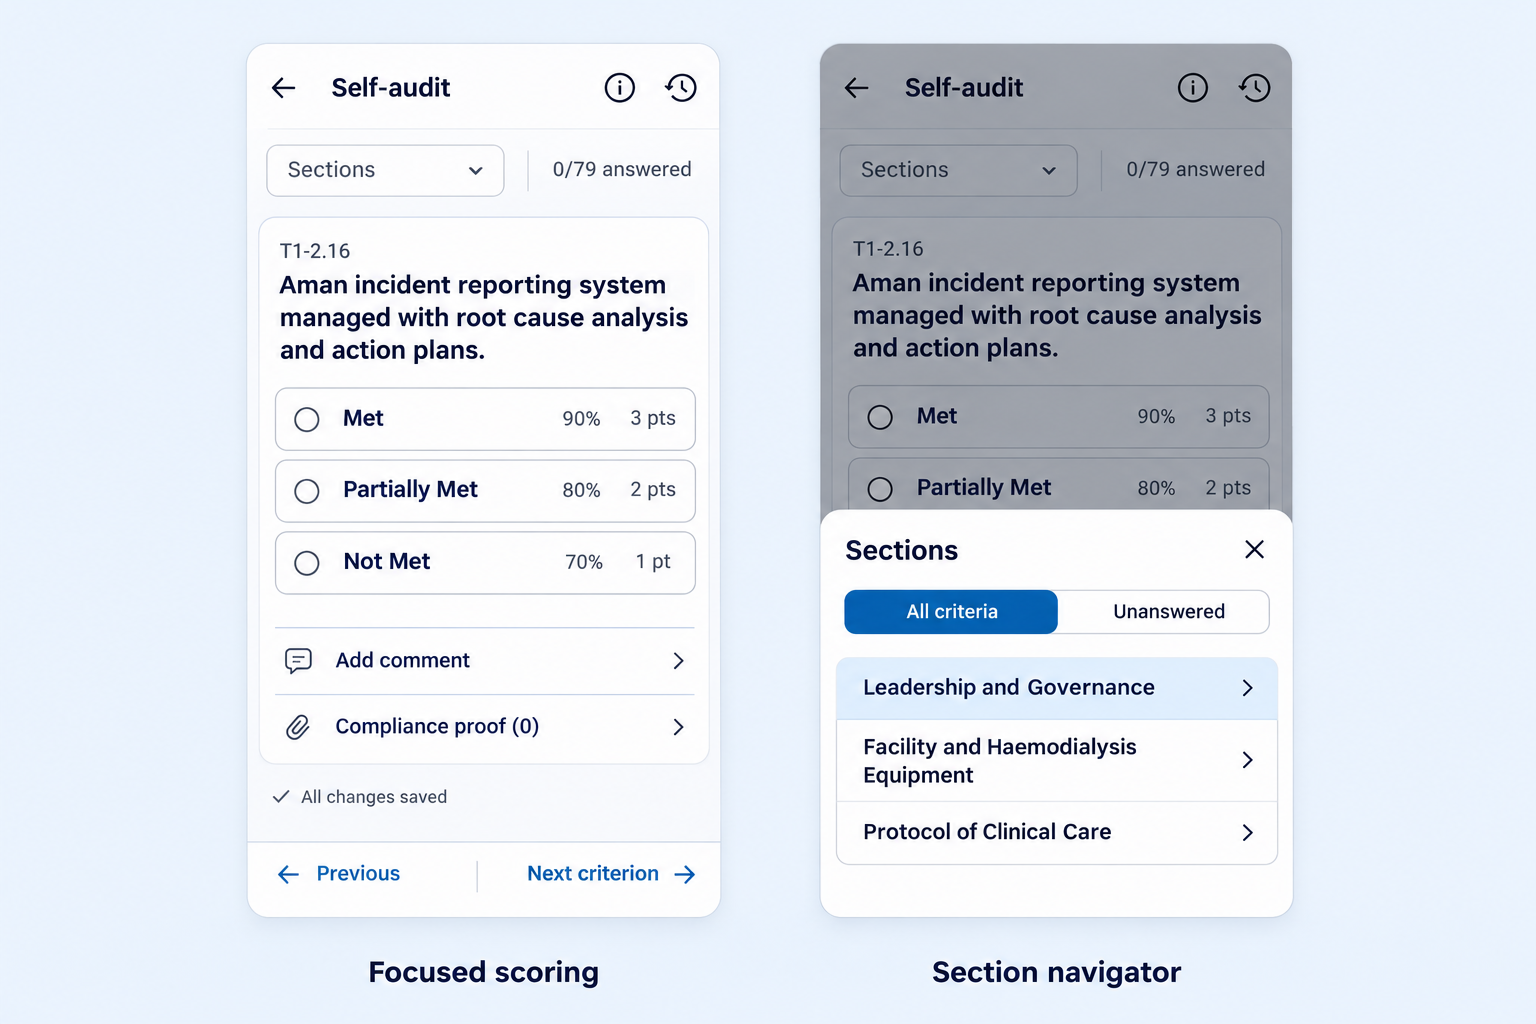 Self-audit
Sections
0/79 answered
T1-2.16
Aman incident reporting system
managed with root cause analysis
and action plans.
Met 90% 3 pts
Partially Met 80% 2 pts
Not Met 70% 1 pt
Add comment
Compliance proof (0)
All changes saved
Previous
Next criterion
Focused scoring
Self-audit
Sections
0/79 answered
T1-2.16
Aman incident reporting system
managed with root cause analysis
and action plans.
Met 90% 3 pts
Partially Met 80% 2 pts
Sections
All criteria
Unanswered
Leadership and Governance
Facility and Haemodialysis
Equipment
Protocol of Clinical Care
Section navigator